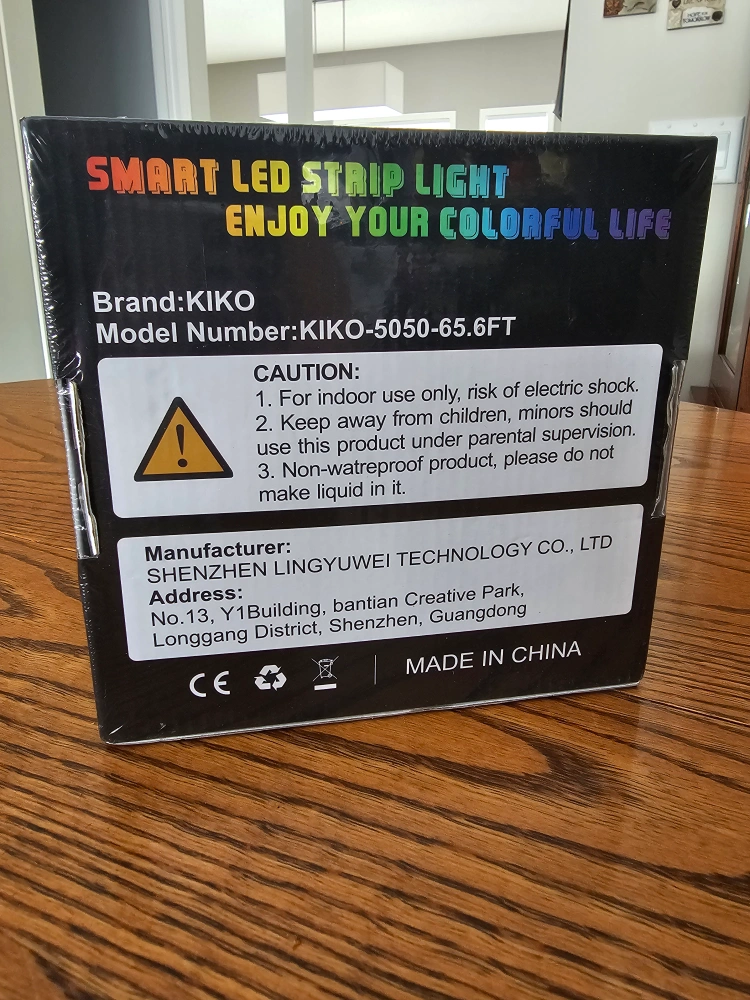 SMART LED STRIP LIGHT
ENJOY YOUR COLORFUL LIFE
Brand:KIKO
Model Number:KIKO-5050-65.6FT
CAUTION:
1. For indoor use only, risk of electric shock.
2. Keep away from children, minors should
use this product under parental supervision.
3. Non-watreproof product, please do not
make liquid in it.
Manufacturer:
SHENZHEN LINGYUWEI TECHNOLOGY CO., LTD
Address:
No.13, Y1Building, bantian Creative Park,
Longgang District, Shenzhen, Guangdong
CE
MADE IN CHINA